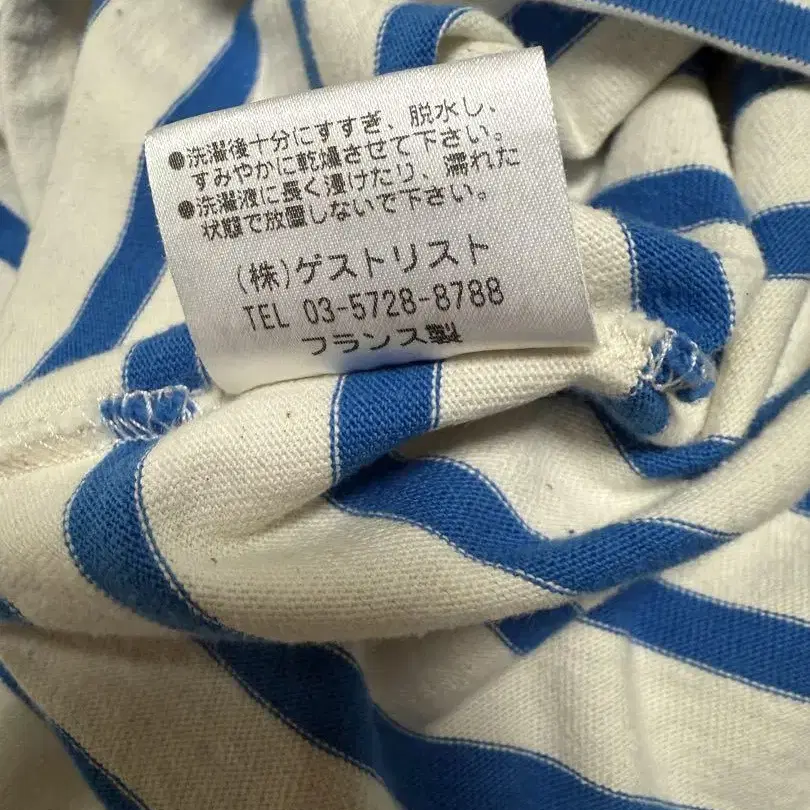 ●洗濯後十分にすすぎ、脱水し、
すみやかに乾燥させて下さい。
●洗濯液に長く漬けたり、濡れた
状態で放置しないで下さい。
(株)ゲストリスト
TEL 03-5728-8788
フランス製